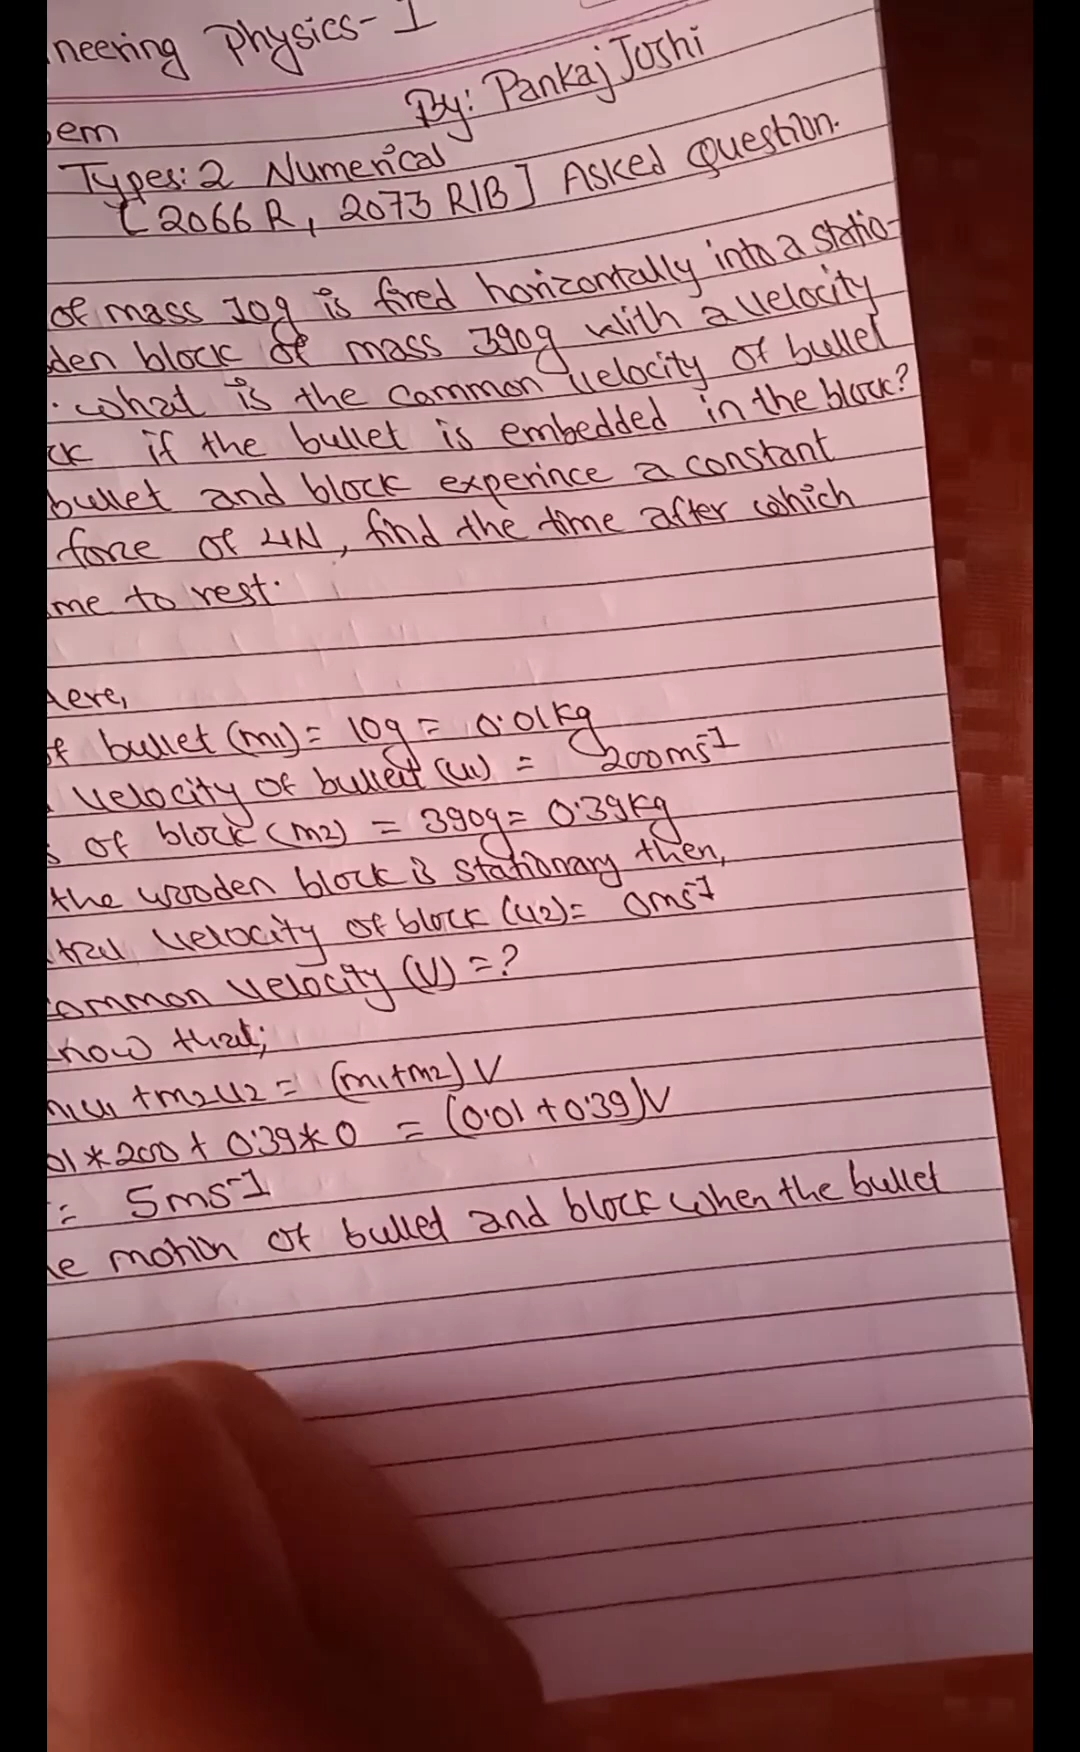 neering Physics-I
By: Pankaj Joshi
em
Types: 2 Numerical
[2066 R, 2073 RIB] Asked Question.
of mass 10g is fired horizontally into a statio-
den block of mass 390g with a velocity
. what is the common velocity of bullet
ck if the bullet is embedded in the block?
bullet and block experince a constant
force of 4N, find the time after which
me to rest.
Here,
of bullet (m1) = 10g = 0.01kg
velocity of bullet (u1) = 200ms-1
s of block (m2) = 390g = 0.39kg
the wooden block is stationary then,
tial velocity of block (u2) = 0ms-1
common velocity (V) = ?
know that;
m1u1 + m2u2 = (m1+m2) V
01 * 200 + 0.39 * 0 = (0.01 + 0.39)V
= 5ms-1
e motion of bullet and block when the bullet